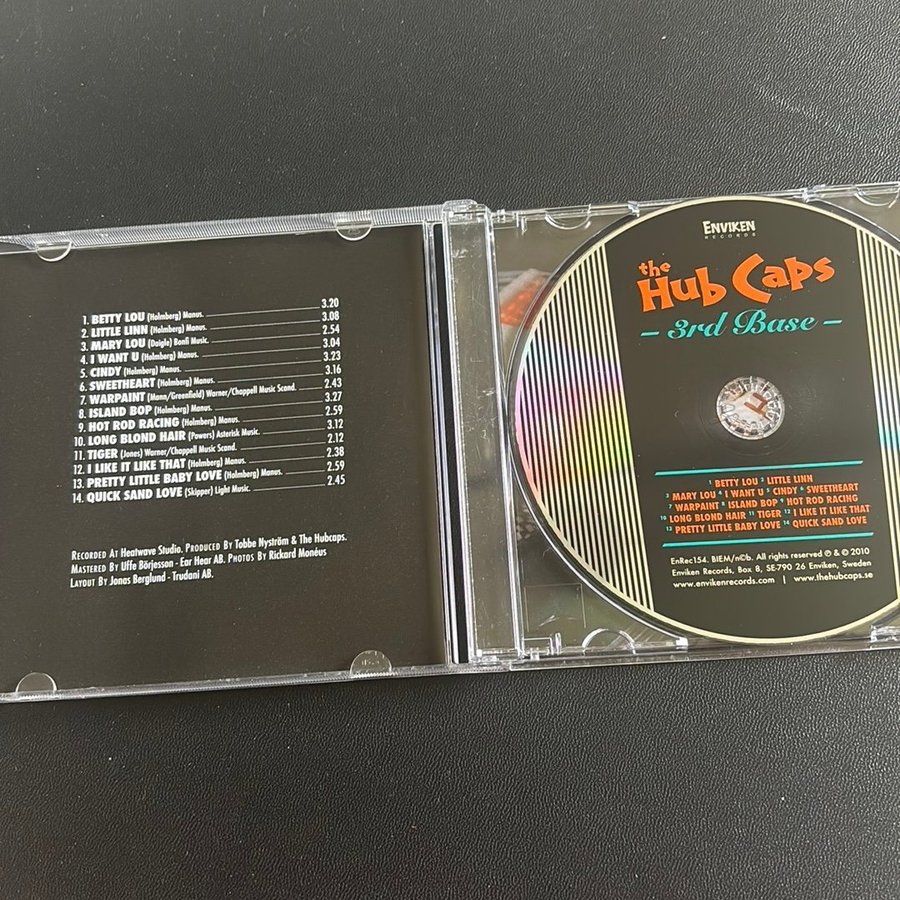 1. BETTY LOU (Holmberg) Manus. 3.20
2. LITTLE LINN (Holmberg) Manus. 3.08
3. MARY LOU (Daigle) Bonfi Music. 2.54
4. I WANT U (Holmberg) Manus. 3.04
5. CINDY (Holmberg) Manus. 3.23
6. SWEETHEART (Holmberg) Manus. 3.16
7. WARPAINT (Mann/Greenfield) Warner/Chappell Music Scand. 2.43
8. ISLAND BOP (Holmberg) Manus. 3.27
9. HOT ROD RACING (Holmberg) Manus. 2.59
10. LONG BLOND HAIR (Powers) Asterisk Music. 3.12
11. TIGER (Jones) Warner/Chappell Music Scand. 2.12
12. I LIKE IT LIKE THAT (Holmberg) Manus. 2.38
13. PRETTY LITTLE BABY LOVE (Holmberg) Manus. 2.59
14. QUICK SAND LOVE (Skipper) Light Music. 2.45
RECORDED AT Heatwave Studio. PRODUCED BY Tobbe Nyström & The Hubcaps.
MASTERED BY Uffe Börjesson - Ear Hear AB. PHOTOS BY Rickard Monéus
LAYOUT BY Jonas Berglund - Trudani AB.
ENVIKEN
RECORDS
the
Hub Caps
- 3rd Base -
1 BETTY LOU 2 LITTLE LINN
3 MARY LOU 4 I WANT U 5 CINDY 6 SWEETHEART
7 WARPAINT 8 ISLAND BOP 9 HOT ROD RACING
10 LONG BLOND HAIR 11 TIGER 12 I LIKE IT LIKE THAT
13 PRETTY LITTLE BABY LOVE 14 QUICK SAND LOVE
EnRec154. BIEM/n©b. All rights reserved ℗ & © 2010
Enviken Records, Box 8, SE-790 26 Enviken, Sweden
www.envikenrecords.com | www.thehubcaps.se